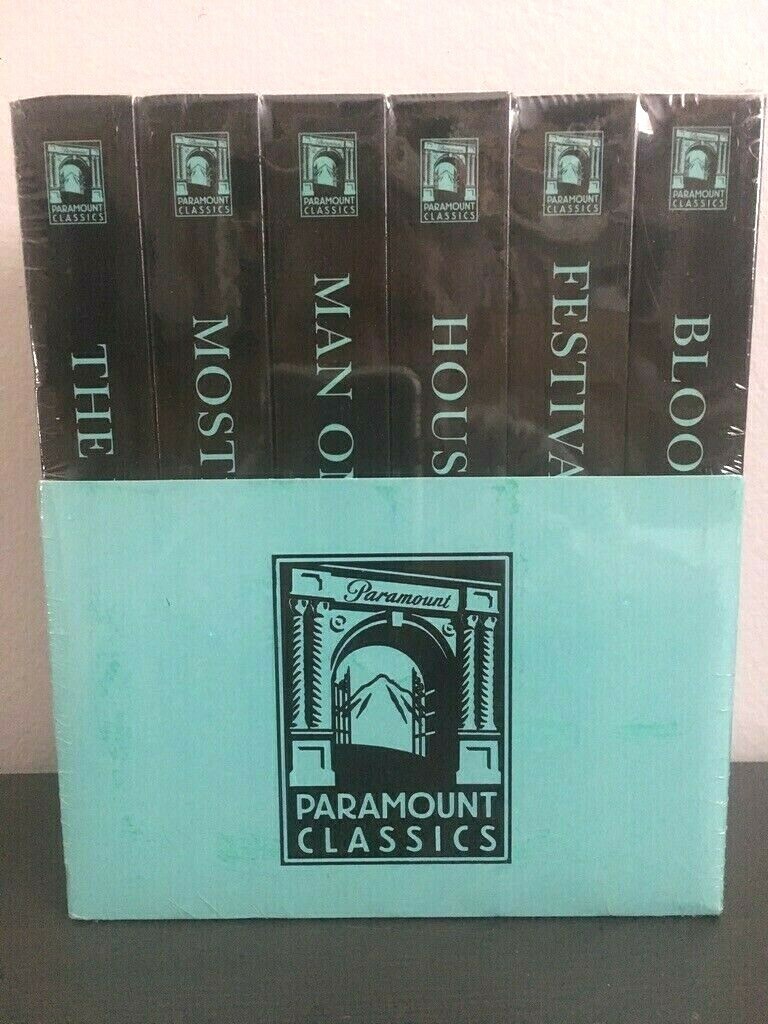 PARAMOUNT
CLASSICS
PARAMOUNT
CLASSICS
PARAMOUNT
CLASSICS
PARAMOUNT
CLASSICS
PARAMOUNT
CLASSICS
PARAMOUNT
CLASSICS
THE
MOST
MAN O
HOUS
FESTIVA
BLOO
Paramount
PARAMOUNT
CLASSICS